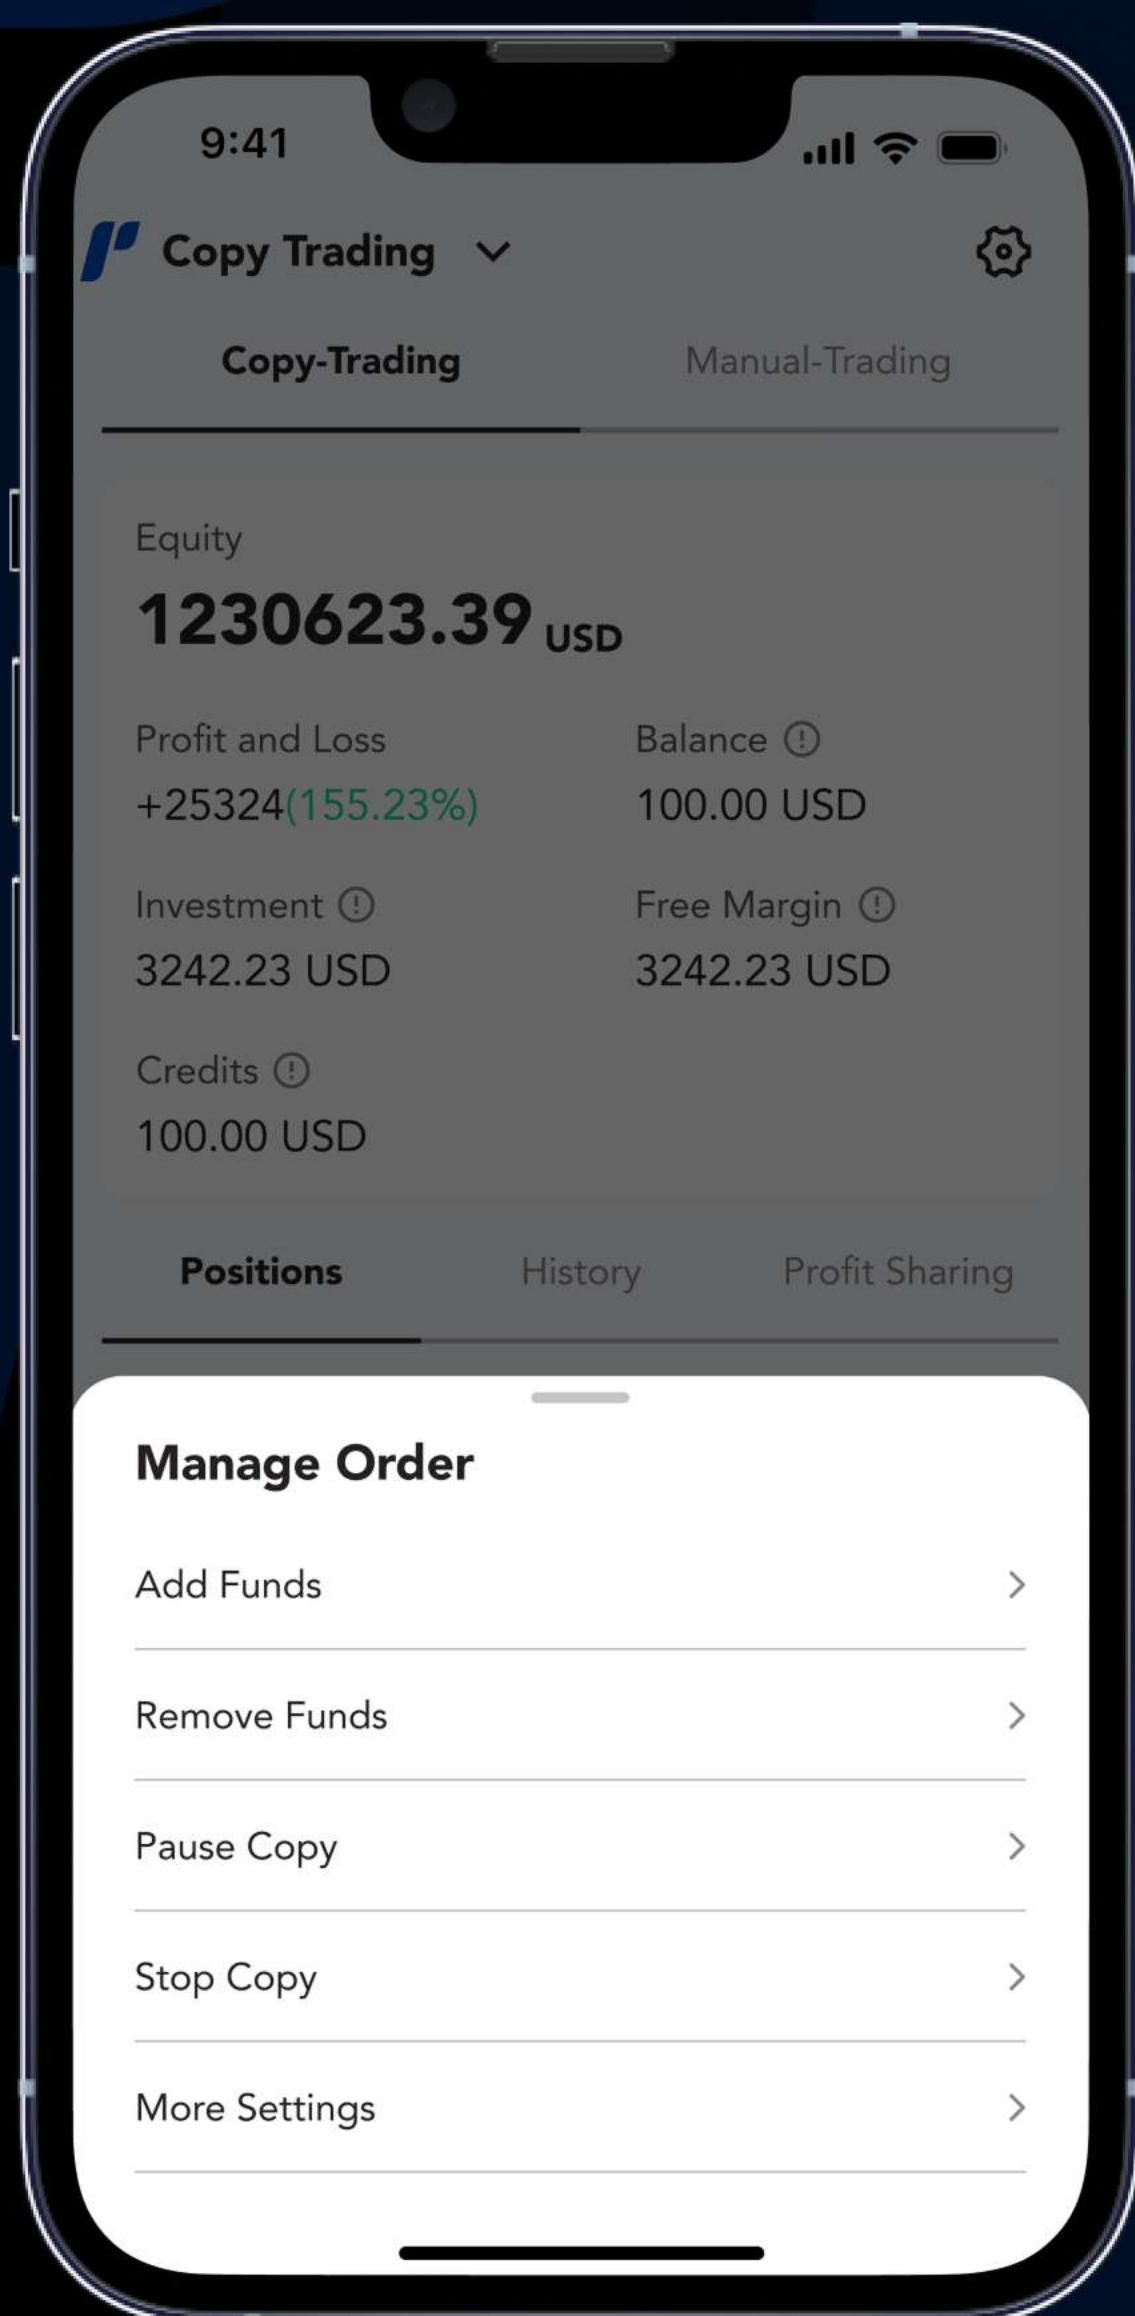 9:41
Copy Trading
Copy-Trading Manual-Trading
Equity
1230623.39 USD
Profit and Loss Balance
+25324(155.23%) 100.00 USD
Investment Free Margin
3242.23 USD 3242.23 USD
Credits
100.00 USD
Positions History Profit Sharing
Manage Order
Add Funds
Remove Funds
Pause Copy
Stop Copy
More Settings